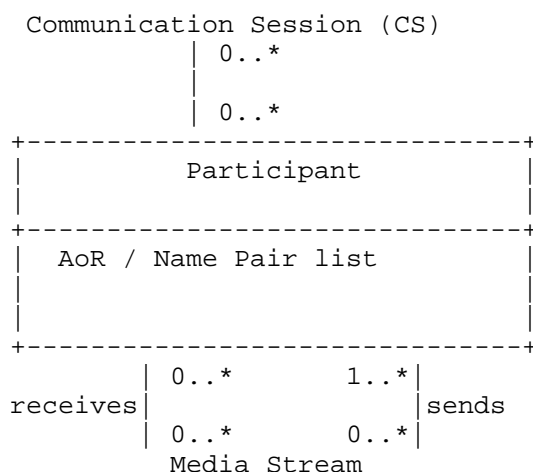 Communication Session (CS)
| 0..*
|
| 0..*
+-------------------------------+
| Participant |
| |
+-------------------------------+
| AoR / Name Pair list |
| |
| |
+-------------------------------+
| 0..* 1..*|
receives| |sends
| 0..* 0..*|
Media Stream